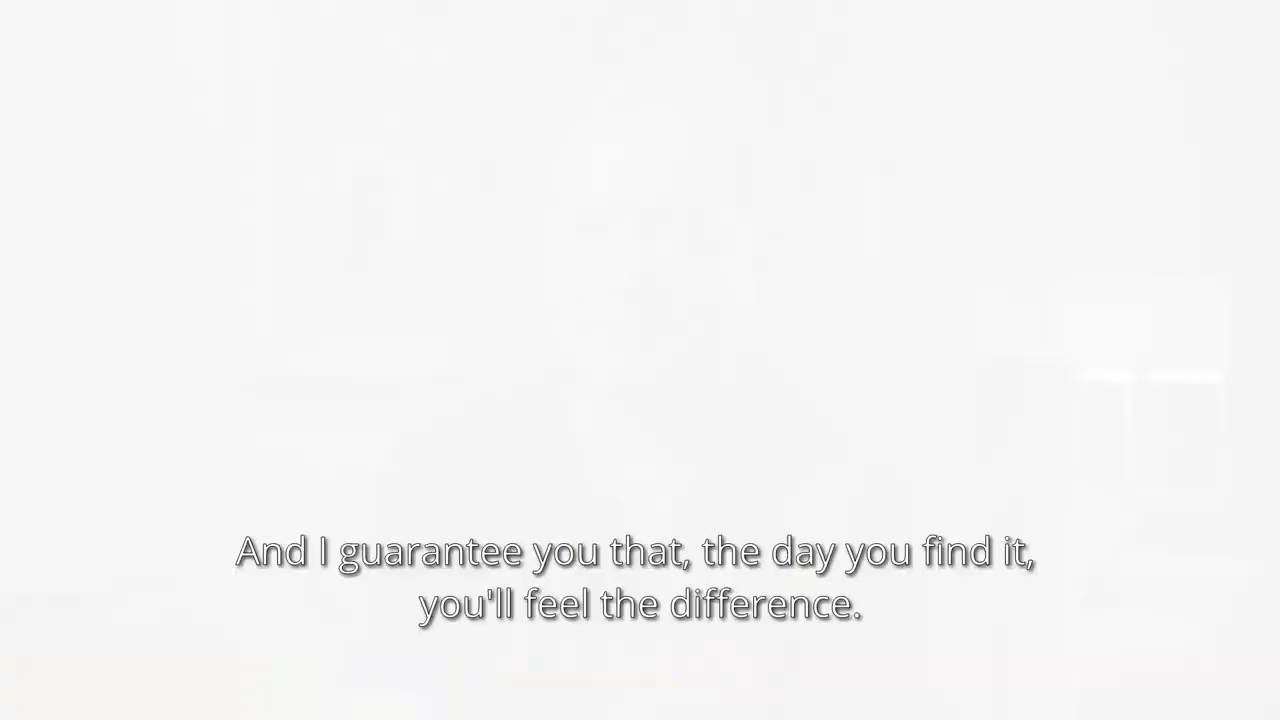 And I guarantee you that, the day you find it,
you'll feel the difference.